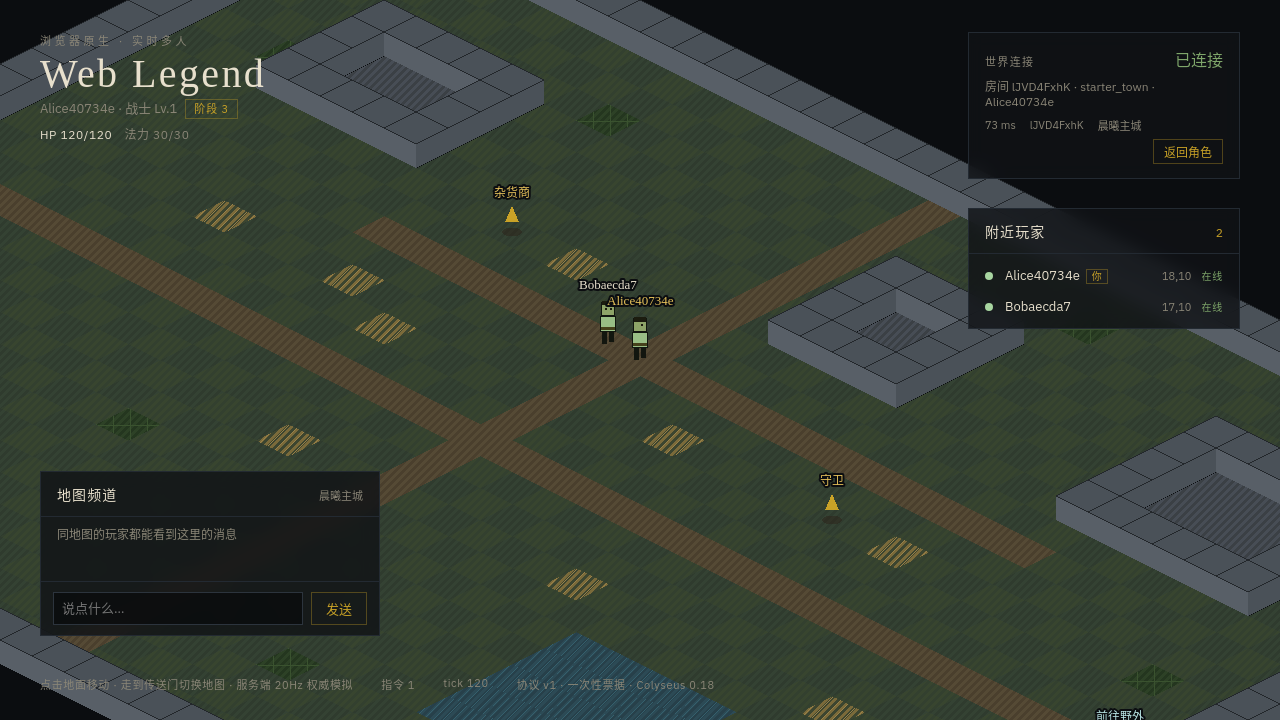 浏览器原生 · 实时多人
Web Legend
Alice40734e · 战士 Lv.1 阶段 3
HP 120/120 法力 30/30
世界连接 已连接
房间 lJVD4FxhK · starter_town ·
Alice40734e
73 ms lJVD4FxhK 晨曦主城
返回角色
附近玩家 2
Alice40734e 你 18,10 在线
Bobaecda7 17,10 在线
杂货商
Bobaecda7
Alice40734e
守卫
地图频道 晨曦主城
同地图的玩家都能看到这里的消息
说点什么... 发送
点击地面移动 · 走到传送门切换地图 · 服务端 20Hz 权威模拟 指令 1 tick 120 协议 v1 · 一次性票据 · Colyseus 0.18
前往野外